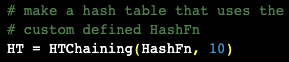 # make a hash table that uses the
# custom defined HashFn
HT = HTChaining(HashFn, 10)